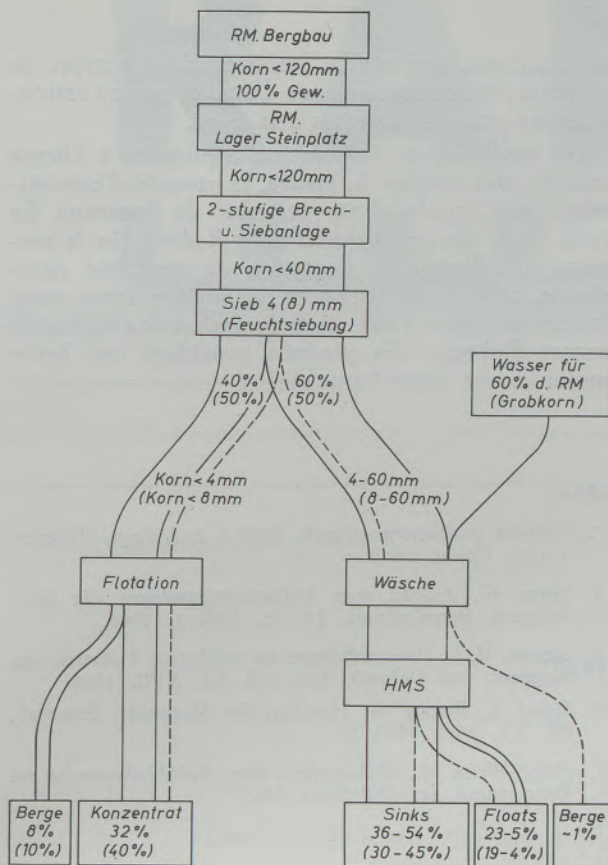 RM. Bergbau
Korn<120mm
100% Gew.
RM.
Lager Steinplatz
Korn<120mm
2-stufige Brech-
u. Siebanlage
Korn<40mm
Sieb 4(8) mm
(Feuchtsiebung)
40%
(50%)
60%
(50%)
Wasser für
60% d. RM
(Grobkorn)
Korn<4mm
(Korn<8mm
4-60mm
(8-60mm)
Flotation
Wäsche
HMS
Berge
8%
(10%)
Konzentrat
32%
(40%)
Sinks
36-54%
(30-45%)
Floats
23-5%
(19-4%)
Berge
~1%